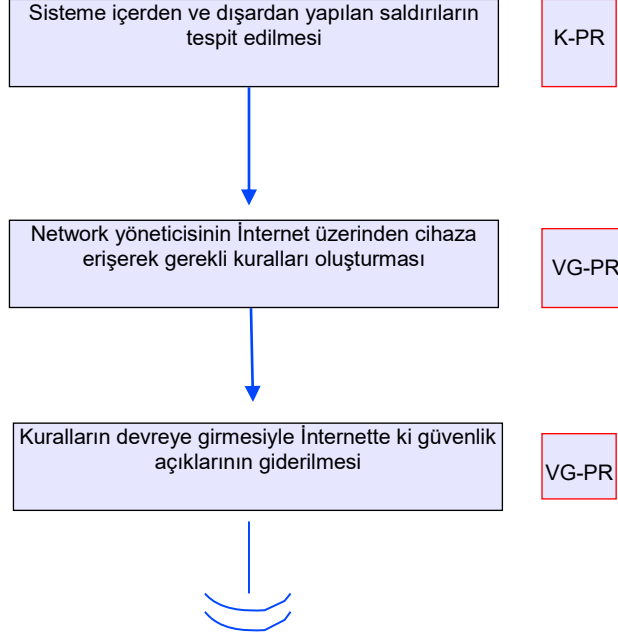 Sisteme içerden ve dışardan yapılan saldırıların
tespit edilmesi
K-PR
Network yöneticisinin İnternet üzerinden cihaza
erişerek gerekli kuralları oluşturması
VG-PR
Kuralların devreye girmesiyle İnternette ki güvenlik
açıklarının giderilmesi
VG-PR